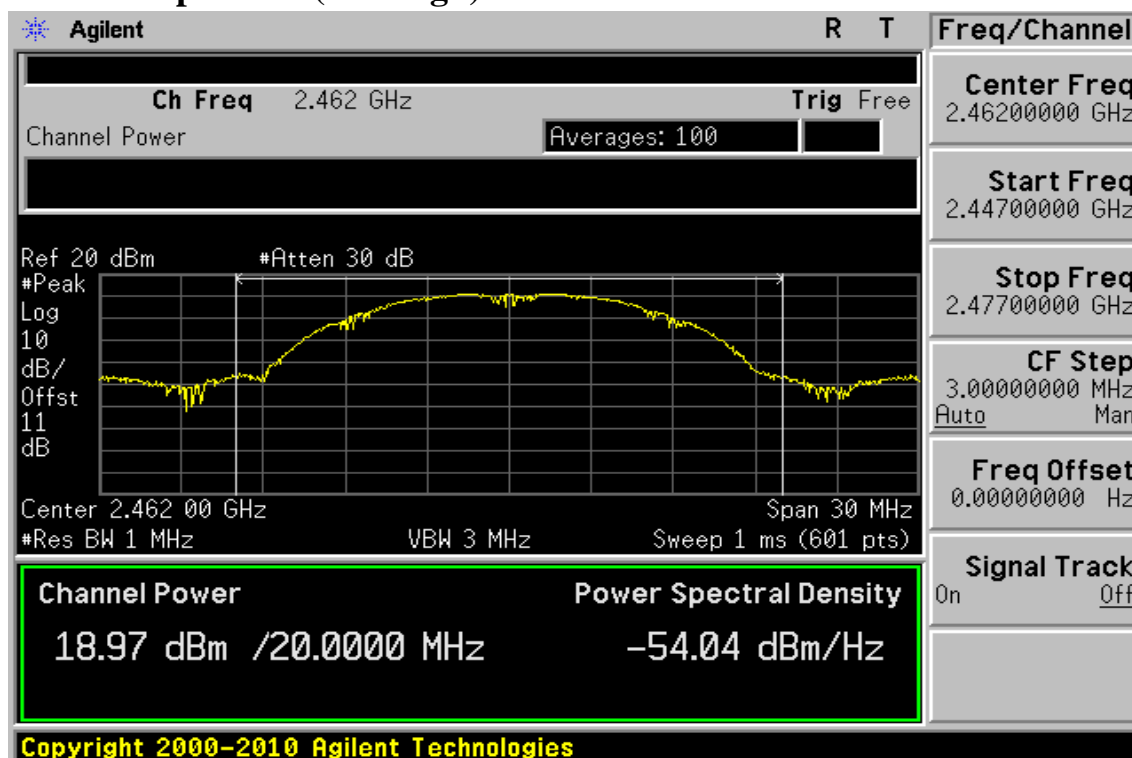 Agilent R T Freq/Channel
Ch Freq 2.462 GHz Trig Free
Channel Power Averages: 100
Ref 20 dBm #Atten 30 dB
#Peak
Log
10
dB/
Offst
11
dB
Center 2.462 00 GHz Span 30 MHz
#Res BW 1 MHz VBW 3 MHz Sweep 1 ms (601 pts)
Channel Power Power Spectral Density
18.97 dBm /20.0000 MHz -54.04 dBm/Hz
Copyright 2000-2010 Agilent Technologies
Center Freq
2.46200000 GHz
Start Freq
2.44700000 GHz
Stop Freq
2.47700000 GHz
CF Step
3.00000000 MHz
Auto Man
Freq Offset
0.00000000 Hz
Signal Track
On Off